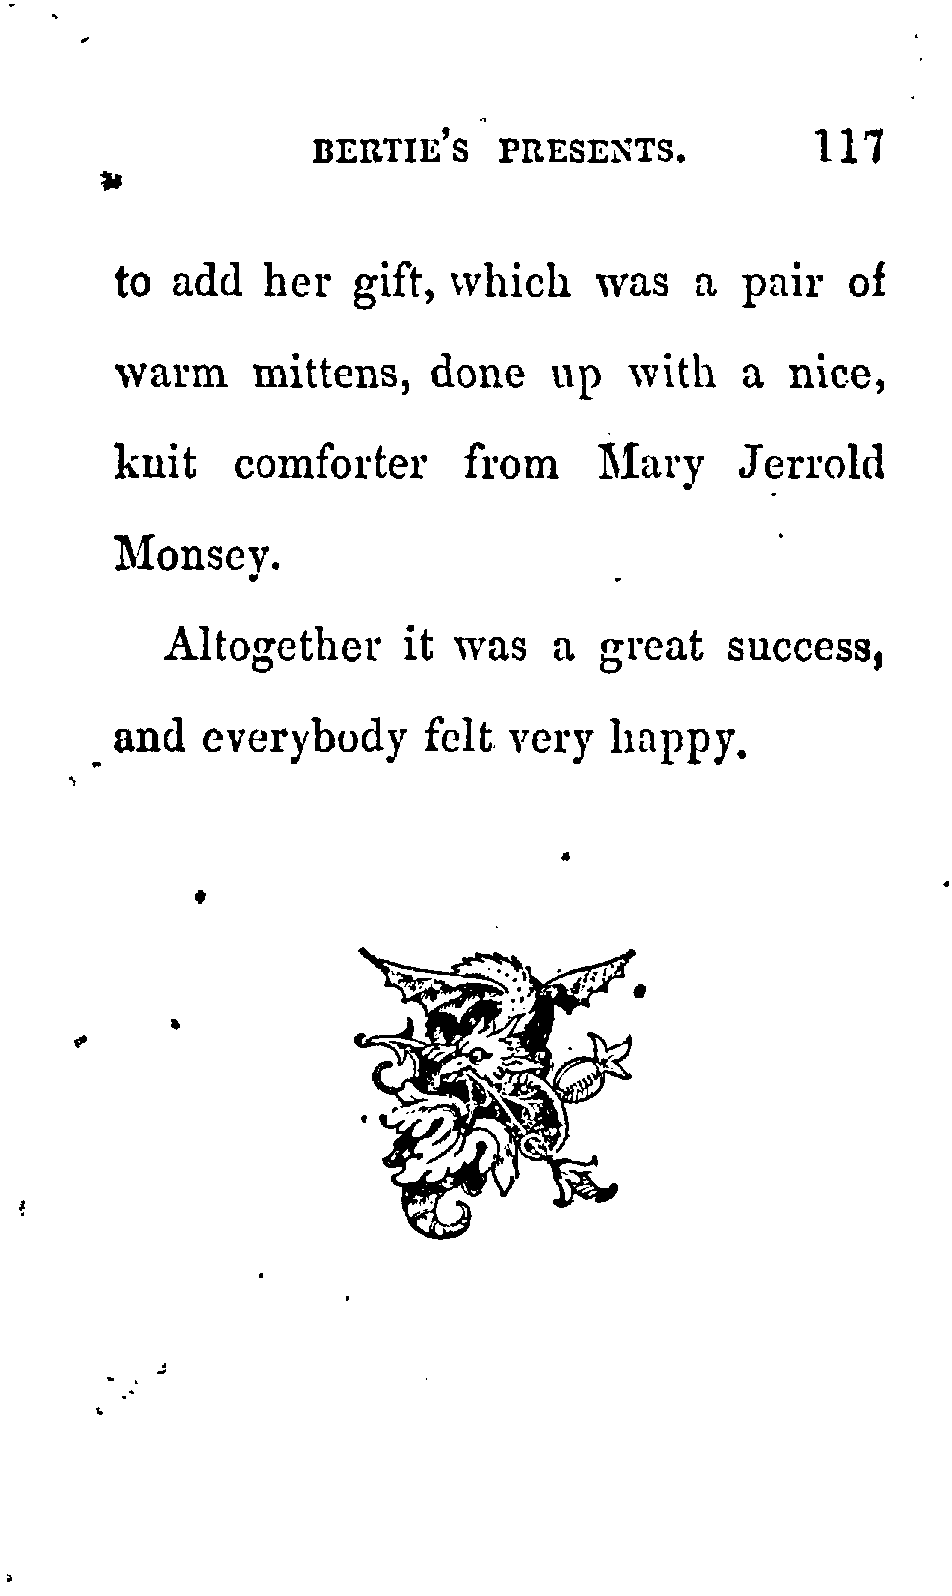 BERTIE'S PRESENTS. 117
to add her gift, which was a pair of
warm mittens, done up with a nice,
knit comforter from Mary Jerrold
Monsey.
Altogether it was a great success,
and everybody felt very happy.